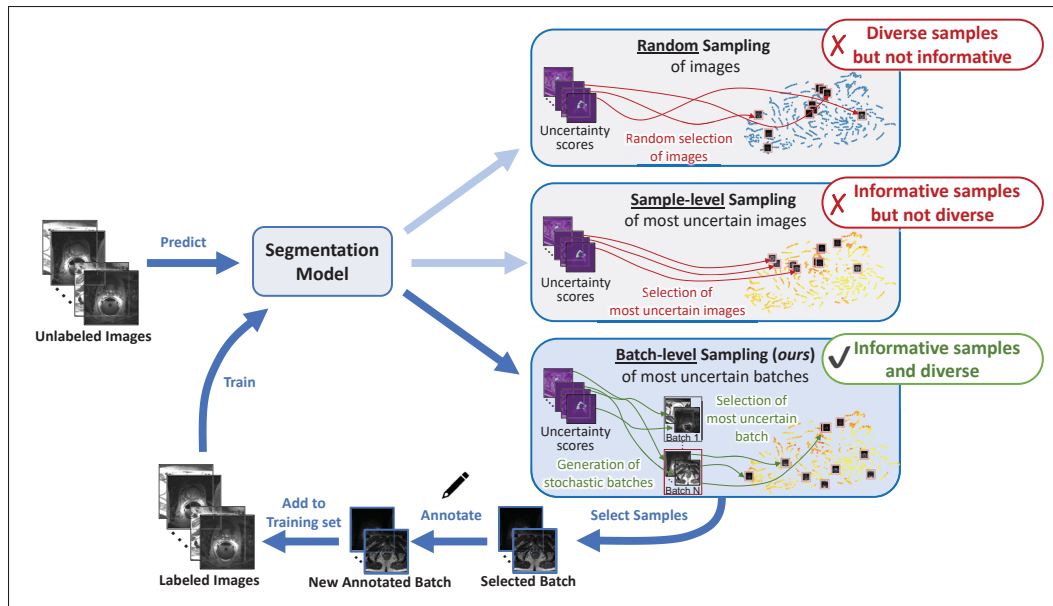 Random Sampling
of images
Uncertainty
scores
Random selection
of images
✗ Diverse samples
but not informative
Sample-level Sampling
of most uncertain images
Uncertainty
scores
Selection of
most uncertain images
✗ Informative samples
but not diverse
Predict
Segmentation
Model
Unlabeled Images
Batch-level Sampling (ours)
of most uncertain batches
Uncertainty
scores
Generation of
stochastic batches
Batch 1
Batch N
Selection of
most uncertain
batch
✓ Informative samples
and diverse
Train
Select Samples
Annotate
Add to
Training set
Labeled Images
New Annotated Batch
Selected Batch